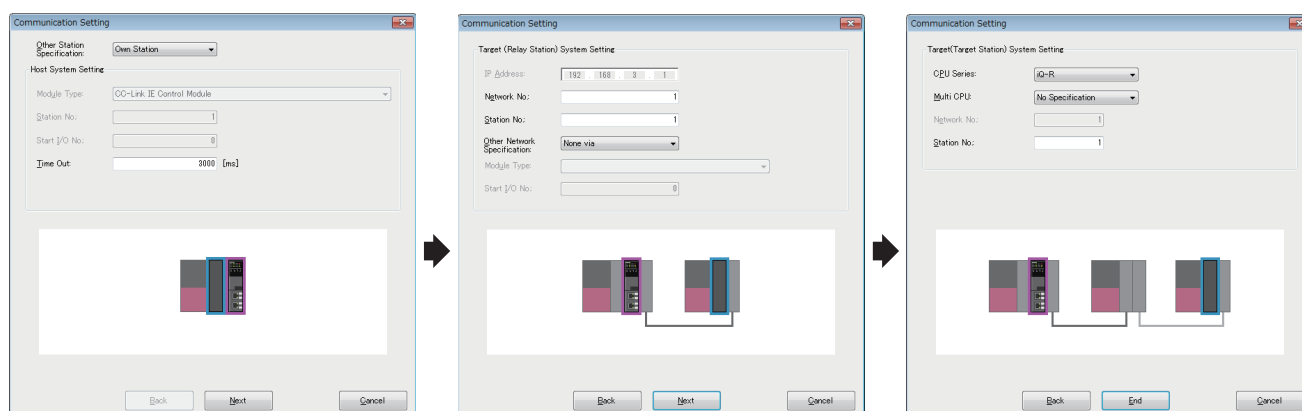 Communication Setting
Other Station
Specification:
Own Station
Host System Setting
Module Type:
CC-Link IE Control Module
Station No.:
1
Start I/O No.:
0
Time Out:
3000 [ms]
Back
Next
Cancel
Communication Setting
Target (Relay Station) System Setting
IP Address:
192 . 168 . 3 . 1
Network No.:
1
Station No.:
1
Other Network
Specification:
None via
Module Type:
Start I/O No.:
0
Back
Next
Cancel
Communication Setting
Target(Target Station) System Setting
CPU Series:
iQ-R
Multi CPU:
No Specification
Network No.:
1
Station No.:
1
Back
End
Cancel